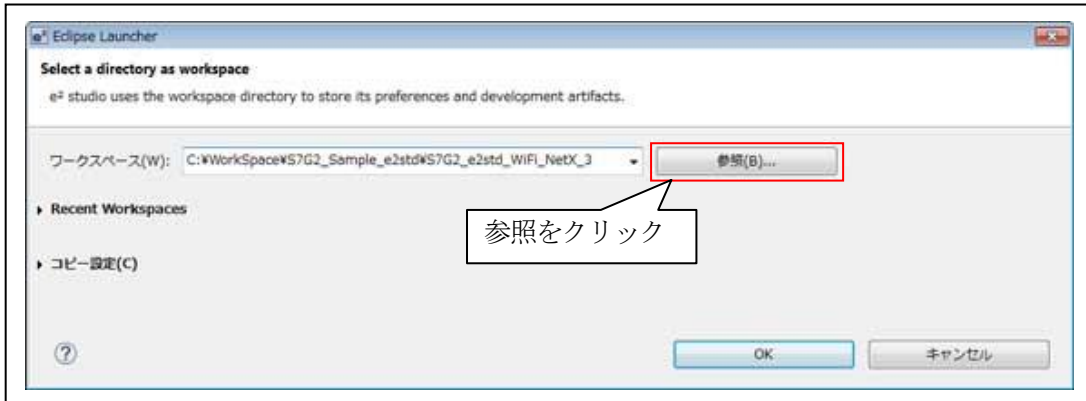 e² Eclipse Launcher
Select a directory as workspace
e² studio uses the workspace directory to store its preferences and development artifacts.
ワークスペース(W): C:¥WorkSpace¥S7G2_Sample_e2std¥S7G2_e2std_WiFi_NetX_3 参照(B)...
Recent Workspaces
参照をクリック
コピー設定(C)
? OK キャンセル